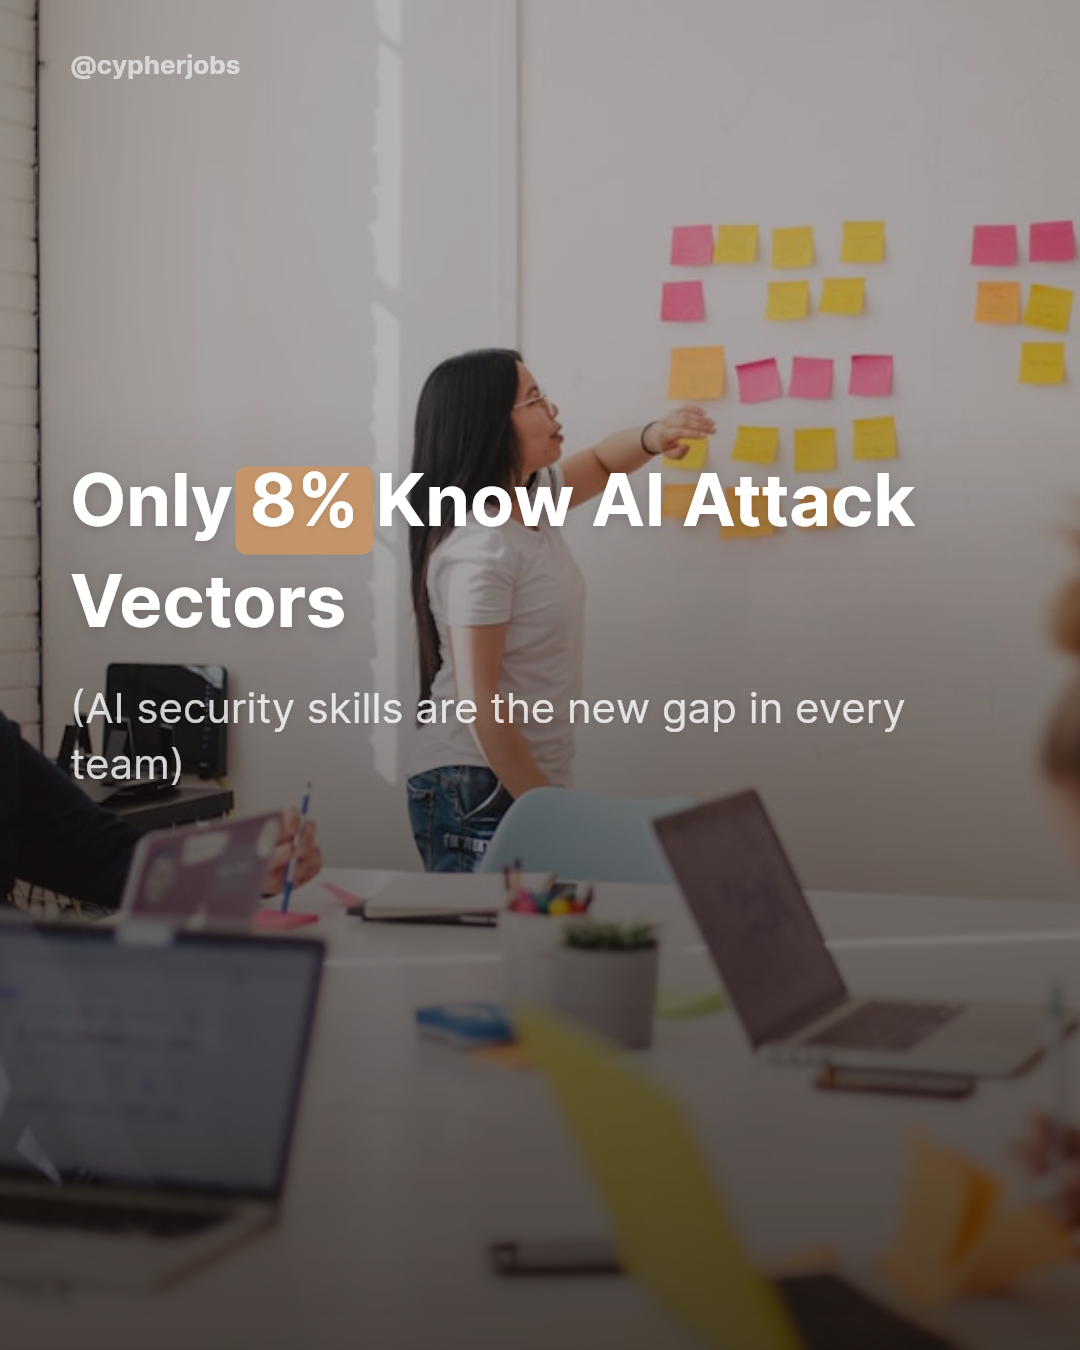 @cypherjobs
Only 8% Know AI Attack
Vectors
(AI security skills are the new gap in every
team)